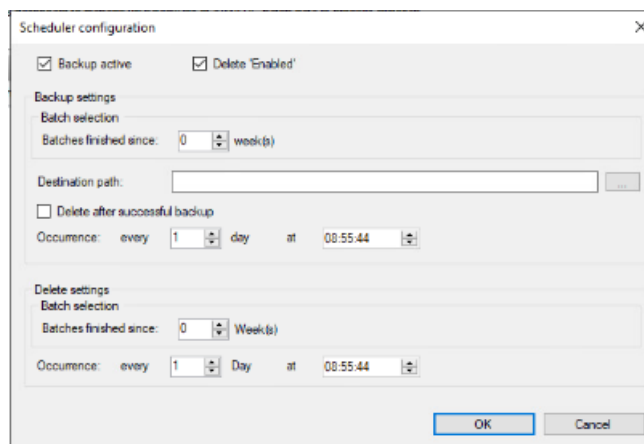 Scheduler configuration
Backup active Delete 'Enabled'
Backup settings
Batch selection
Batches finished since: 0 week(s)
Destination path: ...
Delete after successful backup
Occurrence: every 1 day at 08:55:44
Delete settings
Batch selection
Batches finished since: 0 Week(s)
Occurrence: every 1 Day at 08:55:44
OK Cancel